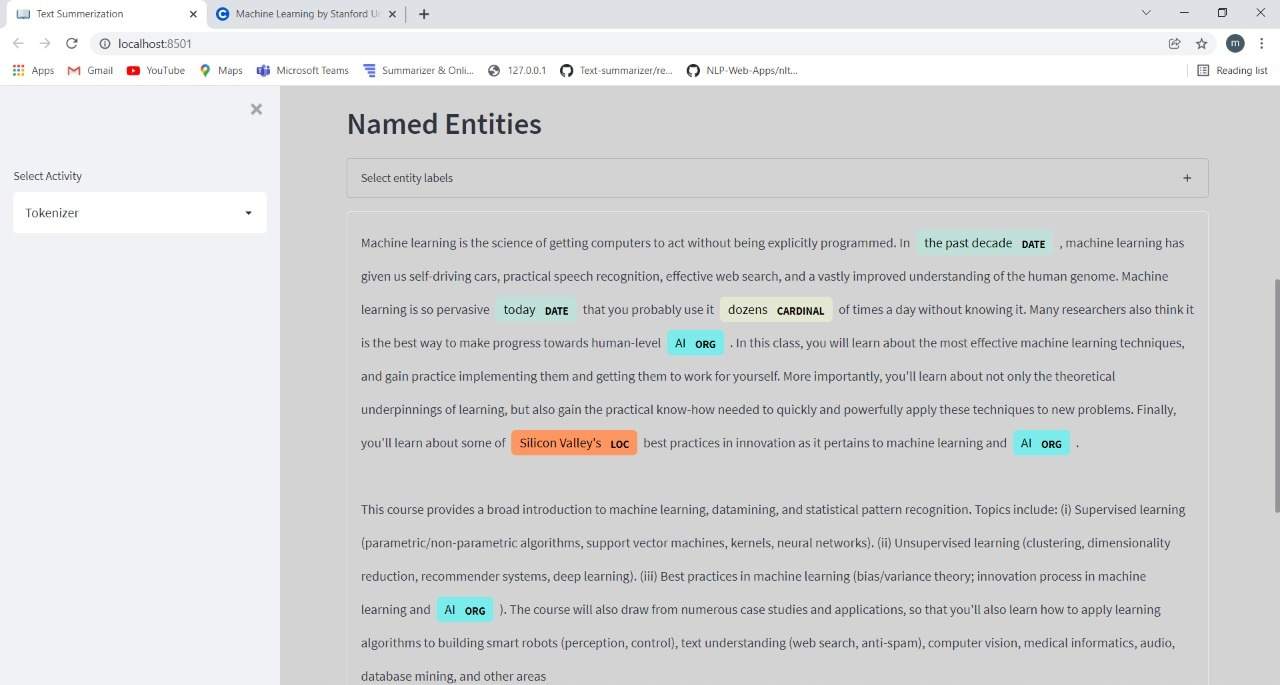 Text Summerization
Machine Learning by Stanford U
localhost:8501
m
Apps Gmail YouTube Maps Microsoft Teams Summarizer & Onli... 127.0.0.1 Text-summarizer/re... NLP-Web-Apps/nlt... Reading list
Select Activity
Tokenizer
Named Entities
Select entity labels
Machine learning is the science of getting computers to act without being explicitly programmed. In the past decade DATE , machine learning has
given us self-driving cars, practical speech recognition, effective web search, and a vastly improved understanding of the human genome. Machine
learning is so pervasive today DATE that you probably use it dozens CARDINAL of times a day without knowing it. Many researchers also think it
is the best way to make progress towards human-level AI ORG . In this class, you will learn about the most effective machine learning techniques,
and gain practice implementing them and getting them to work for yourself. More importantly, you'll learn about not only the theoretical
underpinnings of learning, but also gain the practical know-how needed to quickly and powerfully apply these techniques to new problems. Finally,
you'll learn about some of Silicon Valley's LOC best practices in innovation as it pertains to machine learning and AI ORG .
This course provides a broad introduction to machine learning, datamining, and statistical pattern recognition. Topics include: (i) Supervised learning
(parametric/non-parametric algorithms, support vector machines, kernels, neural networks). (ii) Unsupervised learning (clustering, dimensionality
reduction, recommender systems, deep learning). (iii) Best practices in machine learning (bias/variance theory; innovation process in machine
learning and AI ORG ). The course will also draw from numerous case studies and applications, so that you'll also learn how to apply learning
algorithms to building smart robots (perception, control), text understanding (web search, anti-spam), computer vision, medical informatics, audio,
database mining, and other areas